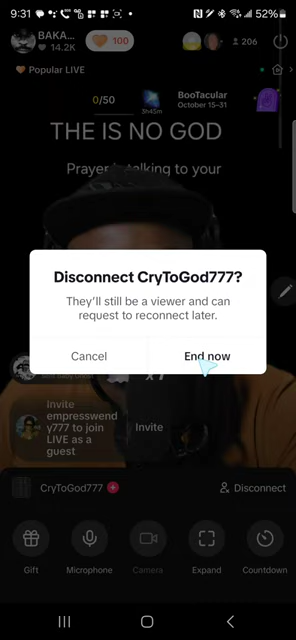 9:31
52%
BAKA...
14.2K
100
206
Popular LIVE
0/50
3h45m
BooTacular
October 15-31
THE IS NO GOD
Prayer is talking to your
Disconnect CryToGod777?
They'll still be a viewer and can
request to reconnect later.
Cancel
End now
x7
Invite
empresswend
y777 to join
LIVE as a
guest
Invite
CryToGod777
Disconnect
Gift
Microphone
Camera
Expand
Countdown